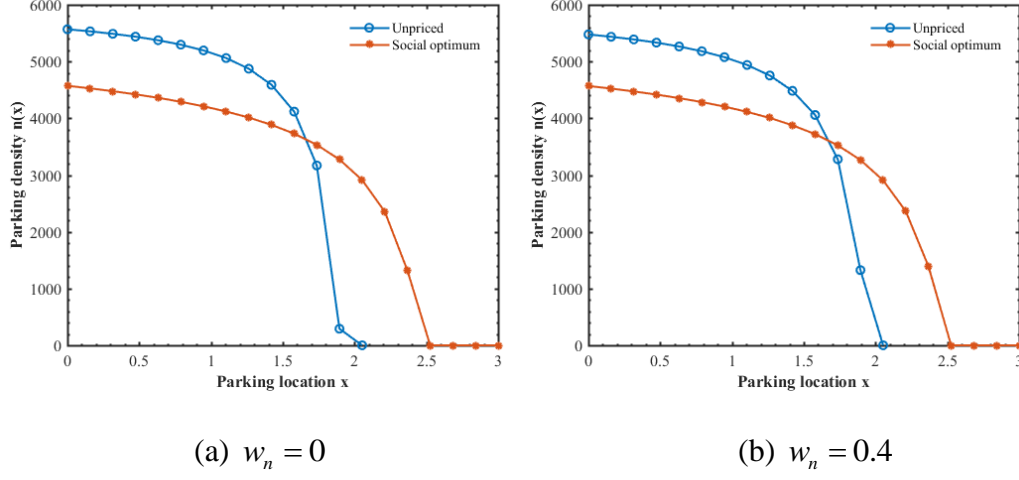 6000
5000
4000
3000
2000
1000
0
Parking density n(x)
Unpriced
Social optimum
0 0.5 1 1.5 2 2.5 3
Parking location x
(a) wₙ = 0
6000
5000
4000
3000
2000
1000
0
Parking density n(x)
Unpriced
Social optimum
0 0.5 1 1.5 2 2.5 3
Parking location x
(b) wₙ = 0.4